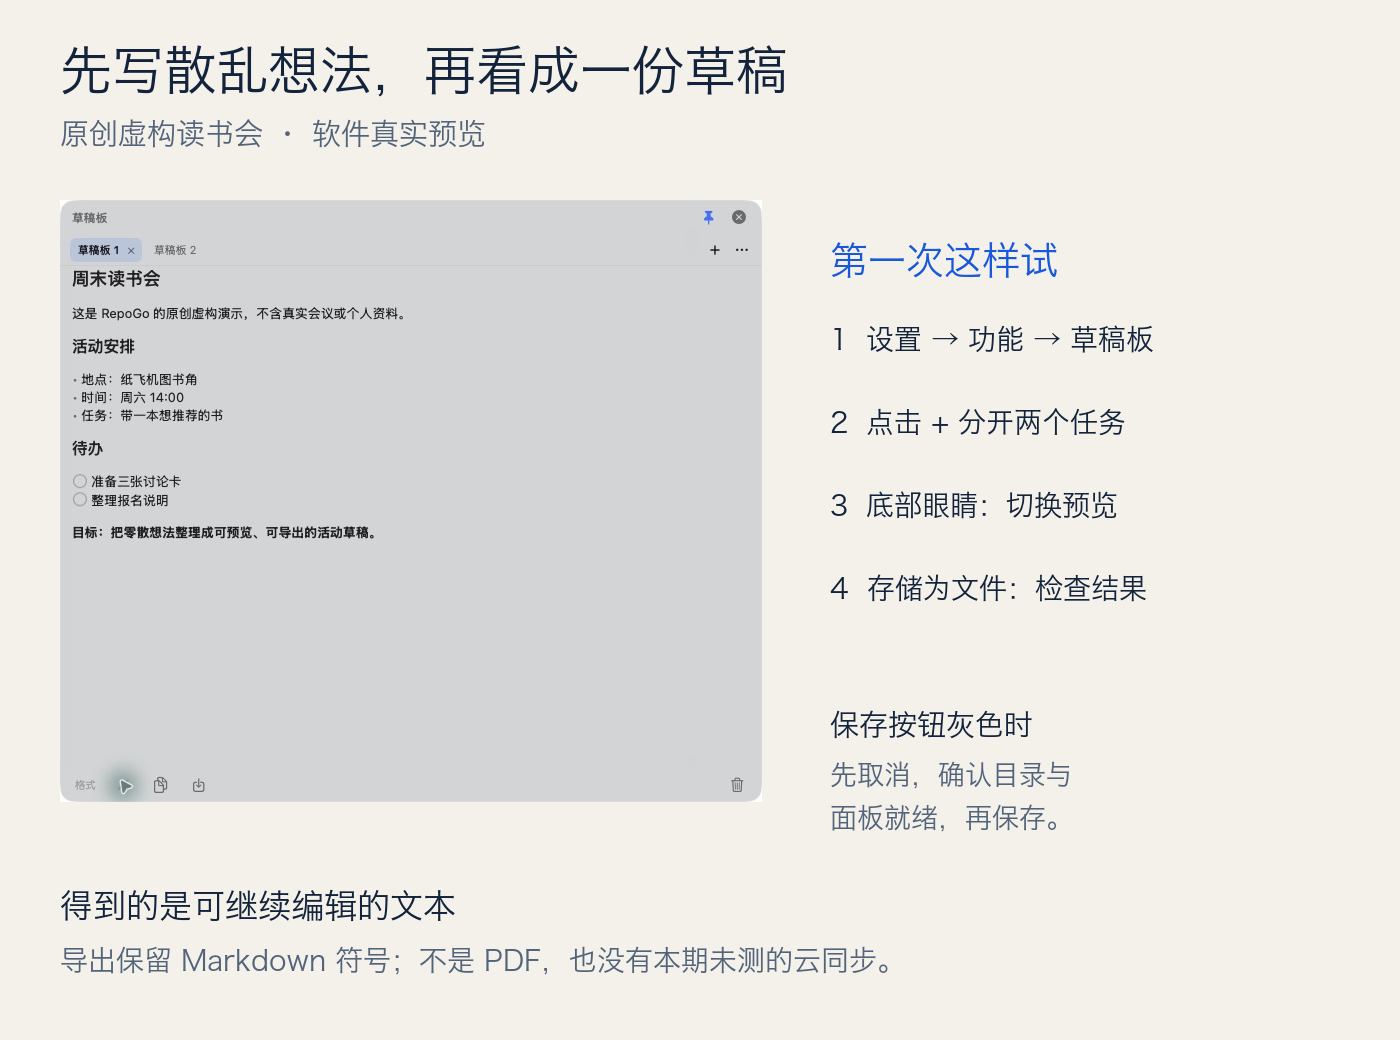 先写散乱想法，再看成一份草稿
原创虚构读书会 · 软件真实预览
草稿板
草稿板 1 ×
草稿板 2
周末读书会
这是 RepoGo 的原创虚构演示，不含真实会议或个人资料。
活动安排
· 地点：纸飞机图书角
· 时间：周六 14:00
· 任务：带一本想推荐的书
待办
准备三张讨论卡
整理报名说明
目标：把零散想法整理成可预览、可导出的活动草稿。
格式
第一次这样试
1 设置 → 功能 → 草稿板
2 点击 + 分开两个任务
3 底部眼睛：切换预览
4 存储为文件：检查结果
保存按钮灰色时
先取消，确认目录与
面板就绪，再保存。
得到的是可继续编辑的文本
导出保留 Markdown 符号；不是 PDF，也没有本期未测的云同步。